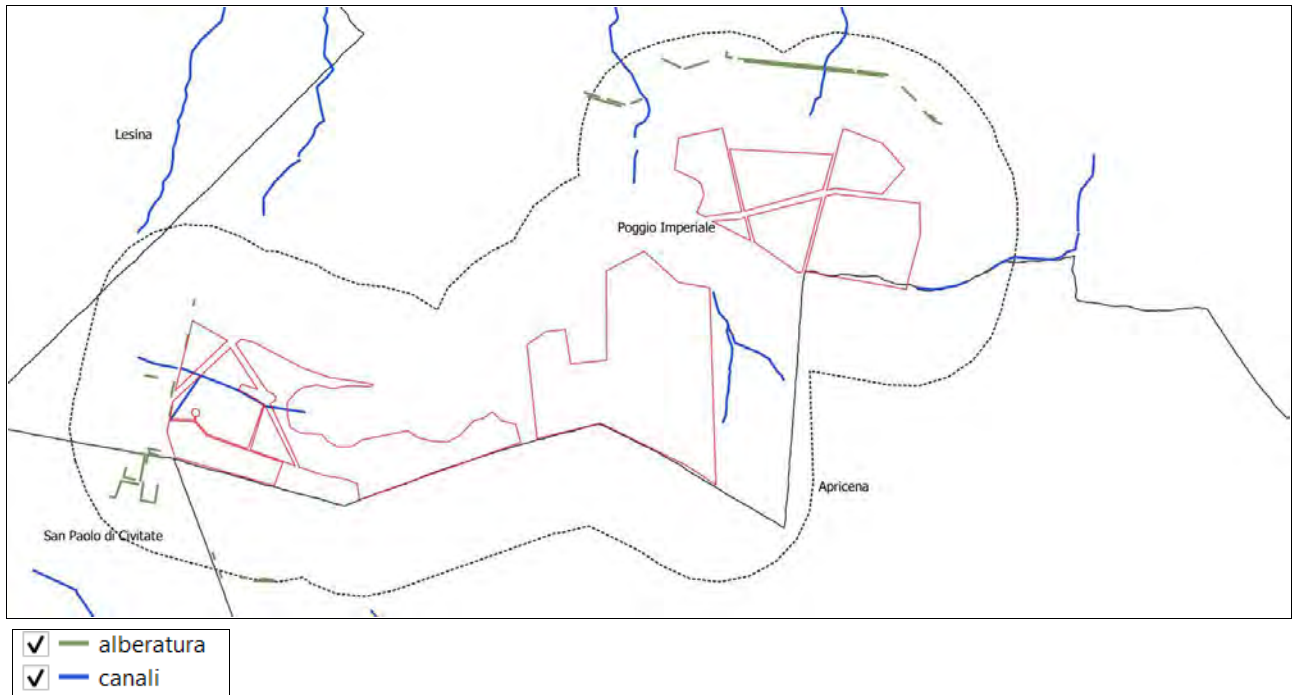 Lesina
Poggio Imperiale
Apricena
San Paolo di Civitate
alberatura
canali